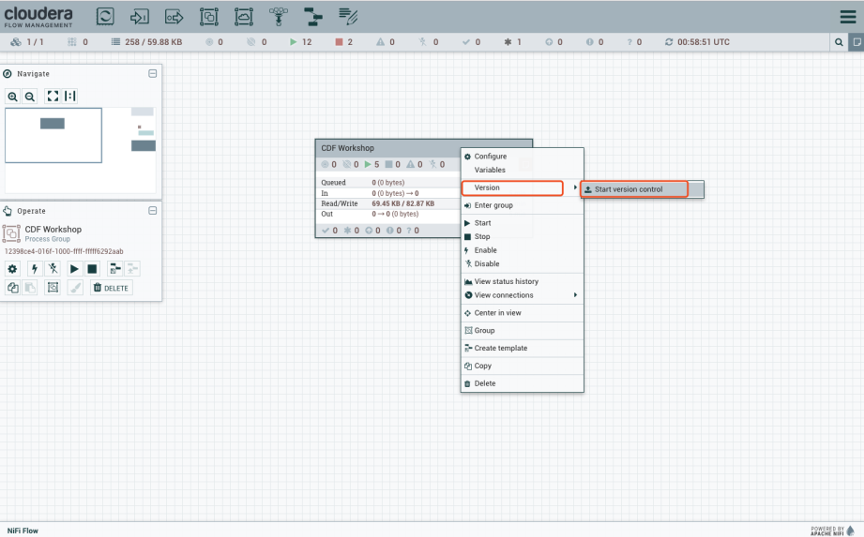 cloudera
FLOW MANAGEMENT
1 / 1 0 258 / 59.88 KB 0 0 12 2 0 0 0 1 0 0 0 00:58:51 UTC
Navigate
Operate
CDF Workshop
Process Group
12398ce4-016f-1000-ffff-fffff6292aab
DELETE
CDF Workshop
0 0 5 0 0 0
Queued 0 (0 bytes)
In 0 (0 bytes) → 0
Read/Write 69.45 KB / 82.87 KB
Out 0 → 0 (0 bytes)
0 0 0 0 ? 0
Configure
Variables
Version
Start version control
Enter group
Start
Stop
Enable
Disable
View status history
View connections
Center in view
Group
Create template
Copy
Delete
NiFi Flow
POWERED BY
APACHE NIFI